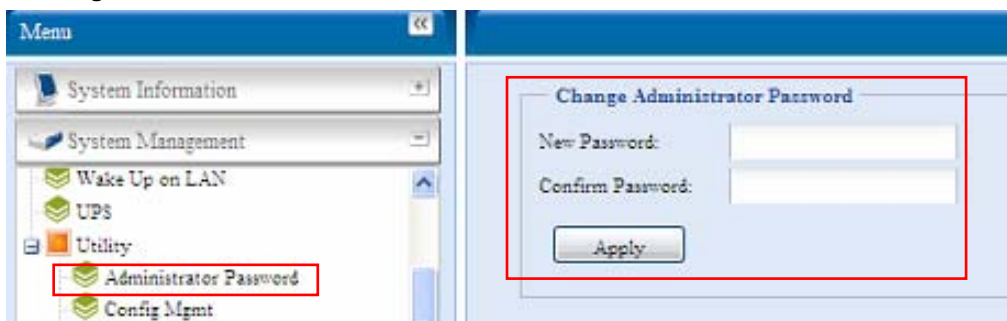 Menu
System Information
System Management
Wake Up on LAN
UPS
Utility
Administrator Password
Config Mgmt
Change Administrator Password
New Password:
Confirm Password:
Apply